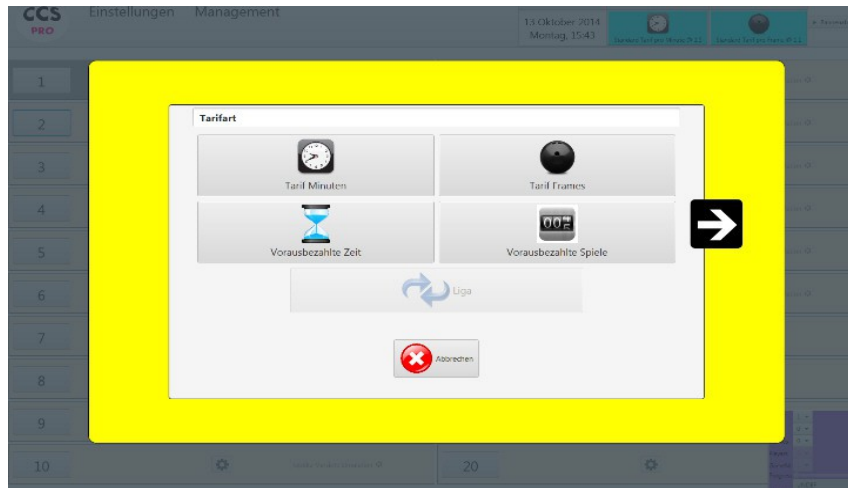 CCS
PRO
Einstellungen Management
13 Oktober 2014
Montag, 15:43
1
2
3
4
5
6
7
8
9
10
20
Tarifart
Tarif Minuten
Tarif Frames
Vorausbezahlte Zeit
Vorausbezahlte Spiele
Liga
Abbrechen